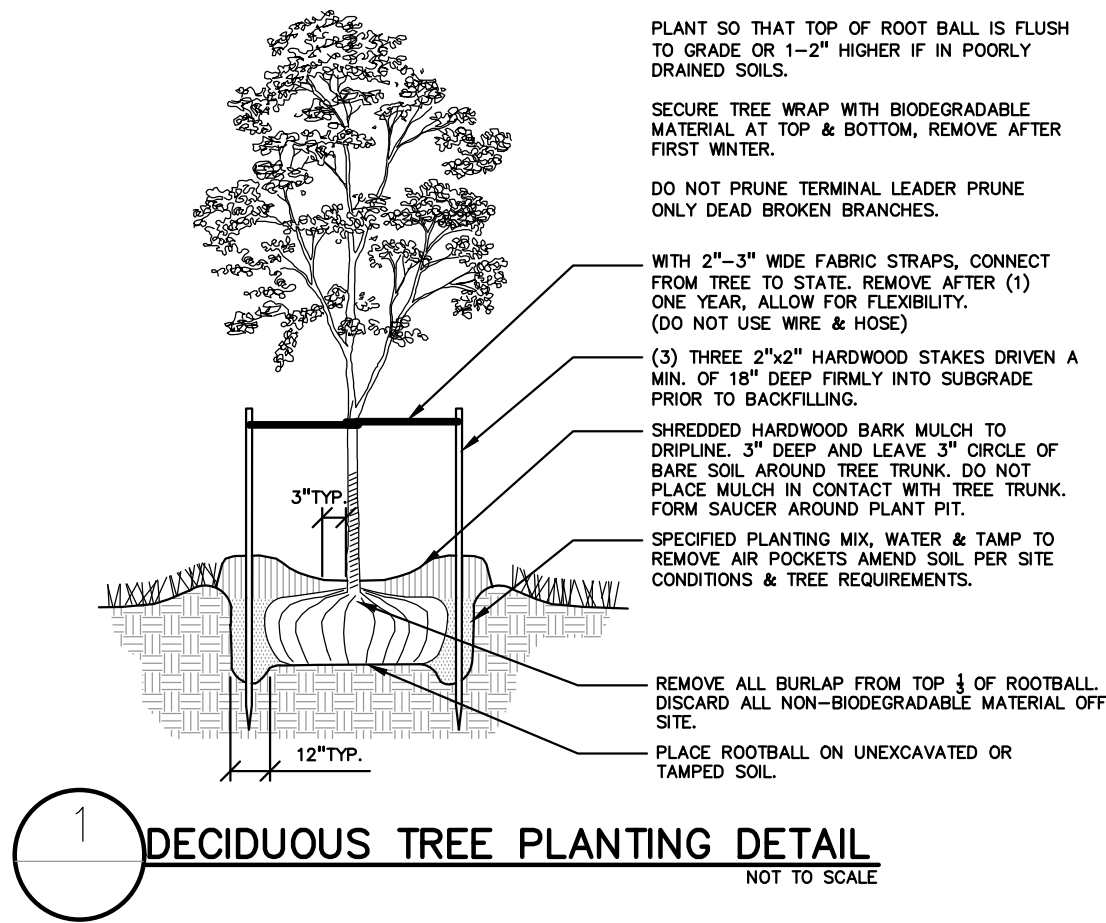 PLANT SO THAT TOP OF ROOT BALL IS FLUSH
TO GRADE OR 1-2" HIGHER IF IN POORLY
DRAINED SOILS.
SECURE TREE WRAP WITH BIODEGRADABLE
MATERIAL AT TOP & BOTTOM, REMOVE AFTER
FIRST WINTER.
DO NOT PRUNE TERMINAL LEADER PRUNE
ONLY DEAD BROKEN BRANCHES.
WITH 2"-3" WIDE FABRIC STRAPS, CONNECT
FROM TREE TO STATE. REMOVE AFTER (1)
ONE YEAR, ALLOW FOR FLEXIBILITY.
(DO NOT USE WIRE & HOSE)
(3) THREE 2"x2" HARDWOOD STAKES DRIVEN A
MIN. OF 18" DEEP FIRMLY INTO SUBGRADE
PRIOR TO BACKFILLING.
SHREDDED HARDWOOD BARK MULCH TO
DRIPLINE. 3" DEEP AND LEAVE 3" CIRCLE OF
BARE SOIL AROUND TREE TRUNK. DO NOT
PLACE MULCH IN CONTACT WITH TREE TRUNK.
FORM SAUCER AROUND PLANT PIT.
3"TYP.
SPECIFIED PLANTING MIX, WATER & TAMP TO
REMOVE AIR POCKETS AMEND SOIL PER SITE
CONDITIONS & TREE REQUIREMENTS.
REMOVE ALL BURLAP FROM TOP 1/3 OF ROOTBALL.
DISCARD ALL NON-BIODEGRADABLE MATERIAL OFF
SITE.
PLACE ROOTBALL ON UNEXCAVATED OR
TAMPED SOIL.
12"TYP.
1
DECIDUOUS TREE PLANTING DETAIL
NOT TO SCALE